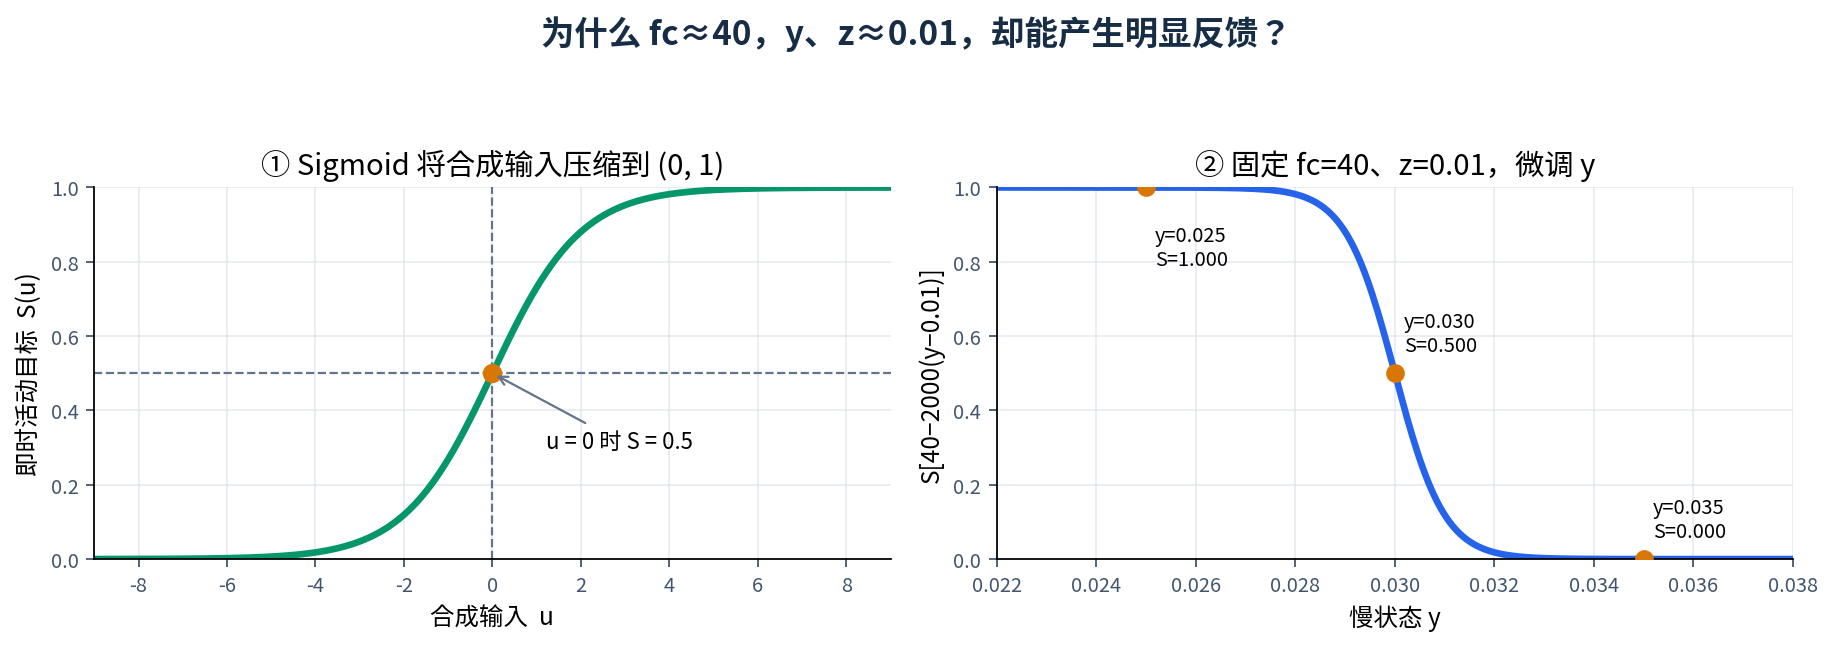 为什么 fc≈40，y、z≈0.01，却能产生明显反馈？
① Sigmoid 将合成输入压缩到 (0, 1)
即时活动目标 S(u)
1.0
0.8
0.6
0.4
0.2
0.0
u = 0 时 S = 0.5
-8 -6 -4 -2 0 2 4 6 8
合成输入 u
② 固定 fc=40、z=0.01，微调 y
S[40−2000(y−0.01)]
1.0
0.8
0.6
0.4
0.2
0.0
y=0.025
S=1.000
y=0.030
S=0.500
y=0.035
S=0.000
0.022 0.024 0.026 0.028 0.030 0.032 0.034 0.036 0.038
慢状态 y